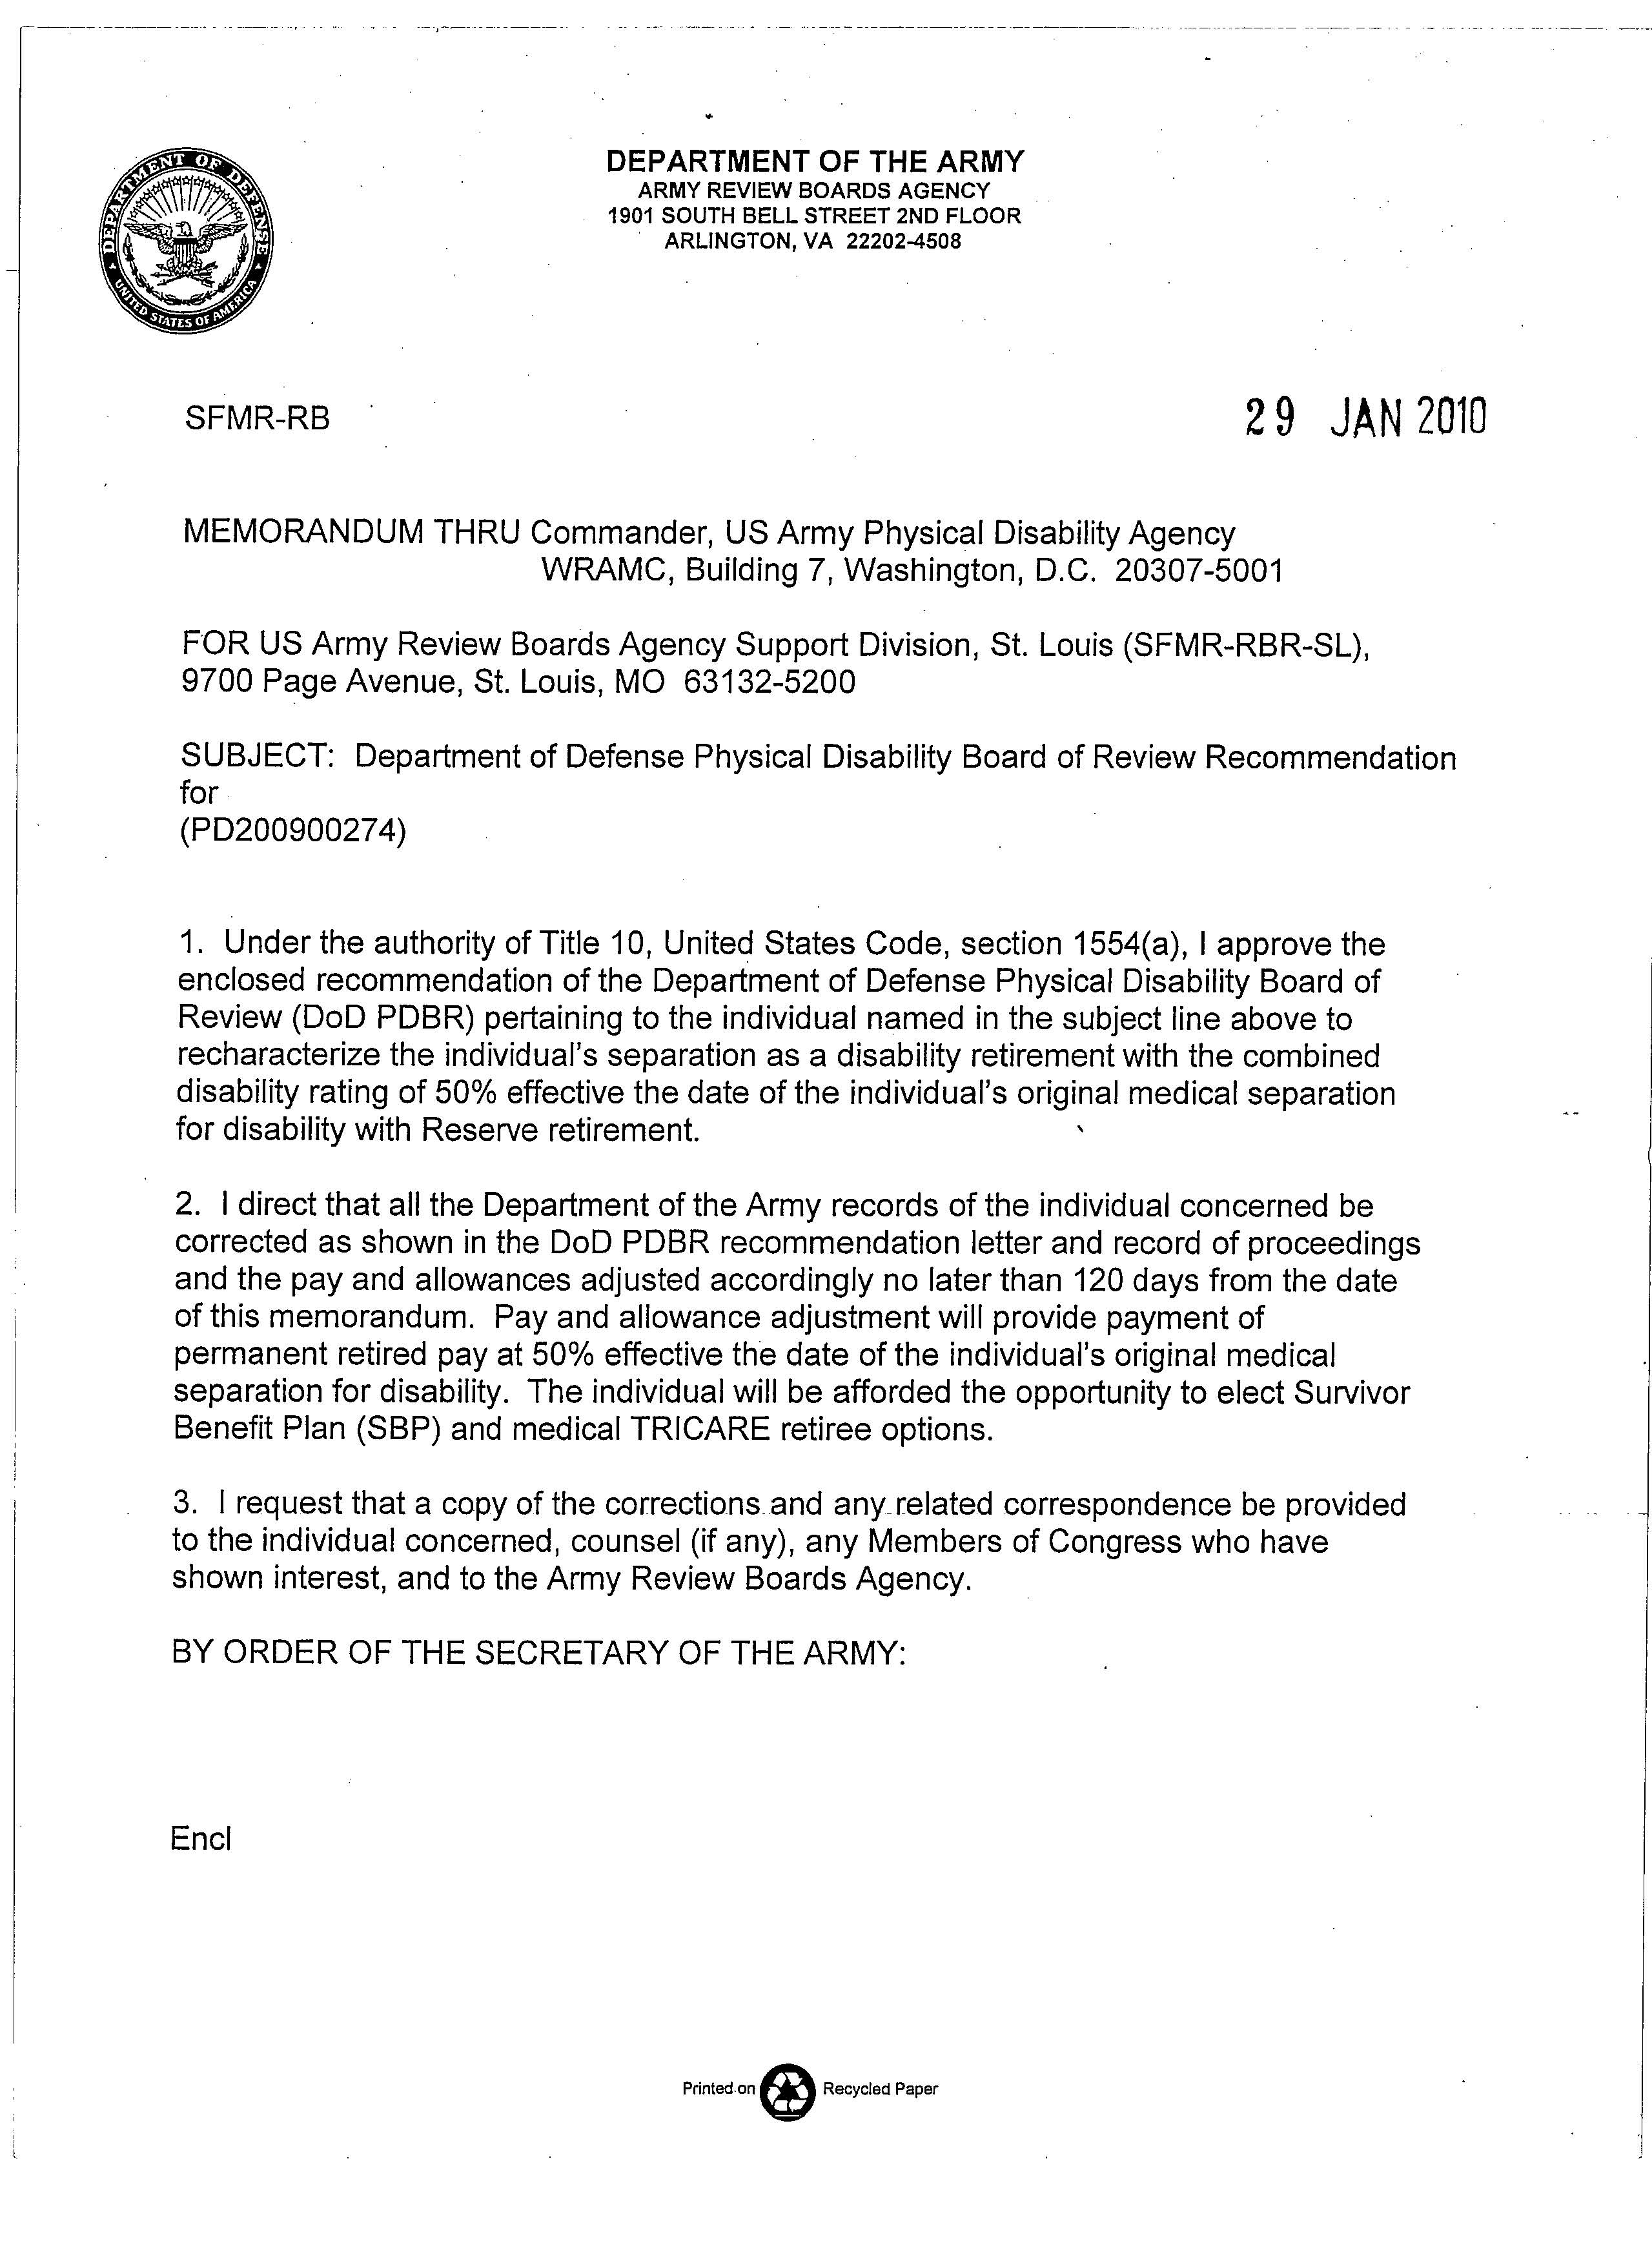 DEPARTMENT OF DEFENSE
UNITED STATES OF AMERICA
DEPARTMENT OF THE ARMY
ARMY REVIEW BOARDS AGENCY
1901 SOUTH BELL STREET 2ND FLOOR
ARLINGTON, VA 22202-4508
SFMR-RB
29 JAN 2010
MEMORANDUM THRU Commander, US Army Physical Disability Agency
WRAMC, Building 7, Washington, D.C. 20307-5001
FOR US Army Review Boards Agency Support Division, St. Louis (SFMR-RBR-SL),
9700 Page Avenue, St. Louis, MO 63132-5200
SUBJECT: Department of Defense Physical Disability Board of Review Recommendation
for
(PD200900274)
1. Under the authority of Title 10, United States Code, section 1554(a), I approve the
enclosed recommendation of the Department of Defense Physical Disability Board of
Review (DoD PDBR) pertaining to the individual named in the subject line above to
recharacterize the individual's separation as a disability retirement with the combined
disability rating of 50% effective the date of the individual's original medical separation
for disability with Reserve retirement.
2. I direct that all the Department of the Army records of the individual concerned be
corrected as shown in the DoD PDBR recommendation letter and record of proceedings
and the pay and allowances adjusted accordingly no later than 120 days from the date
of this memorandum. Pay and allowance adjustment will provide payment of
permanent retired pay at 50% effective the date of the individual's original medical
separation for disability. The individual will be afforded the opportunity to elect Survivor
Benefit Plan (SBP) and medical TRICARE retiree options.
3. I request that a copy of the corrections and any related correspondence be provided
to the individual concerned, counsel (if any), any Members of Congress who have
shown interest, and to the Army Review Boards Agency.
BY ORDER OF THE SECRETARY OF THE ARMY:
Encl
Printed on Recycled Paper